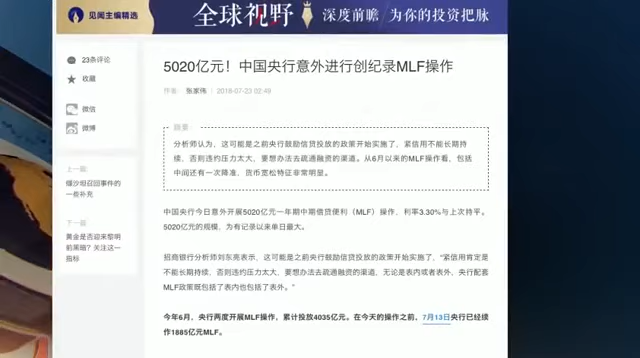 见闻主编精选
全球视野
深度前瞻 为你的投资把脉
23条评论
收藏
微信
微博
上一篇:
懂沙坦召回事件的
一些补充
下一篇:
黄金是否迎来黎明
前黑暗？关注这一
指标
5020亿元！中国央行意外进行创纪录MLF操作
作者: 张家伟 | 2018-07-23 02:49
摘要
分析师认为，这可能是之前央行鼓励信贷投放的政策开始实施了，紧信用不能长期持
续，否则违约压力太大，要想办法去疏通融资的渠道。从6月以来的MLF操作看，包括
中间还有一次降准，货币宽松特征非常明显。
中国央行今日意外开展5020亿元一年期中期借贷便利（MLF）操作，利率3.30%与上次持平。
5020亿元的规模，为有记录以来单日最大。
招商银行分析师刘东亮表示，这可能是之前央行鼓励信贷投放的政策开始实施了，“紧信用肯定是
不能长期持续，否则违约压力太大，要想办法去疏通融资的渠道，无论是表内或者表外，央行配套
MLF政策既包括了表内也包括了表外。”
今年6月，央行两度开展MLF操作，累计投放4035亿元。在今天的操作之前，7月13日央行已经续
作1885亿元MLF。